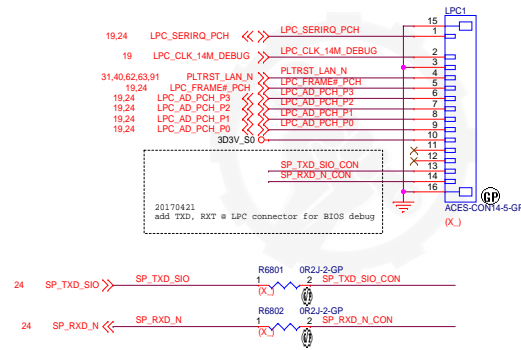 LPC1
15
19,24 LPC_SERIRQ_PCH LPC_SERIRQ_PCH 1
19 LPC_CLK_14M_DEBUG LPC_CLK_14M_DEBUG 2
3
31,40,62,63,91 PLTRST_LAN_N PLTRST_LAN_N 4
19,24 LPC_FRAME#_PCH LPC_FRAME#_PCH 5
19,24 LPC_AD_PCH_P3 LPC_AD_PCH_P3 6
19,24 LPC_AD_PCH_P2 LPC_AD_PCH_P2 7
19,24 LPC_AD_PCH_P1 LPC_AD_PCH_P1 8
19,24 LPC_AD_PCH_P0 LPC_AD_PCH_P0 9
3D3V_S0 10
11
12
SP_TXD_SIO_CON 13
SP_RXD_N_CON 14
16
GP
ACES-CON14-5-GP
(X_)
20170421
add TXD, RXT @ LPC connector for BIOS debug
R6801 0R2J-2-GP
24 SP_TXD_SIO SP_TXD_SIO 1 2 SP_TXD_SIO_CON
(X_) GP
R6802 0R2J-2-GP
24 SP_RXD_N SP_RXD_N 1 2 SP_RXD_N_CON
(X_) GP